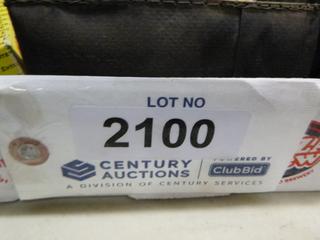 LOT NO
2100
CENTURY AUCTIONS
POWERED BY
ClubBid
A DIVISION OF CENTURY SERVICES